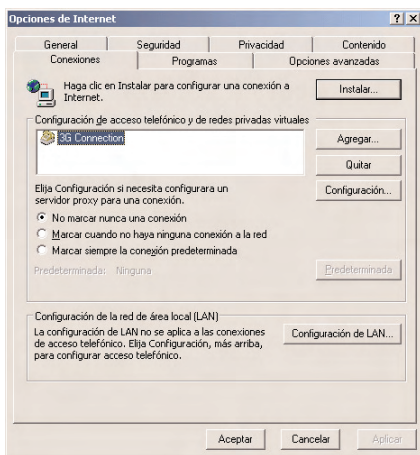 Opciones de Internet
General
Seguridad
Privacidad
Contenido
Conexiones
Programas
Opciones avanzadas
Haga clic en Instalar para configurar una conexión a
Internet.
Instalar...
Configuración de acceso telefónico y de redes privadas virtuales
3G Connection
Agregar...
Quitar
Configuración...
Elija Configuración si necesita configurara un
servidor proxy para una conexión.
No marcar nunca una conexión
Marcar cuando no haya ninguna conexión a la red
Marcar siempre la conexión predeterminada
Predeterminada: Ninguna
Predeterminada
Configuración de la red de área local (LAN)
La configuración de LAN no se aplica a las conexiones
de acceso telefónico. Elija Configuración, más arriba,
para configurar acceso telefónico.
Configuración de LAN...
Aceptar
Cancelar
Aplicar